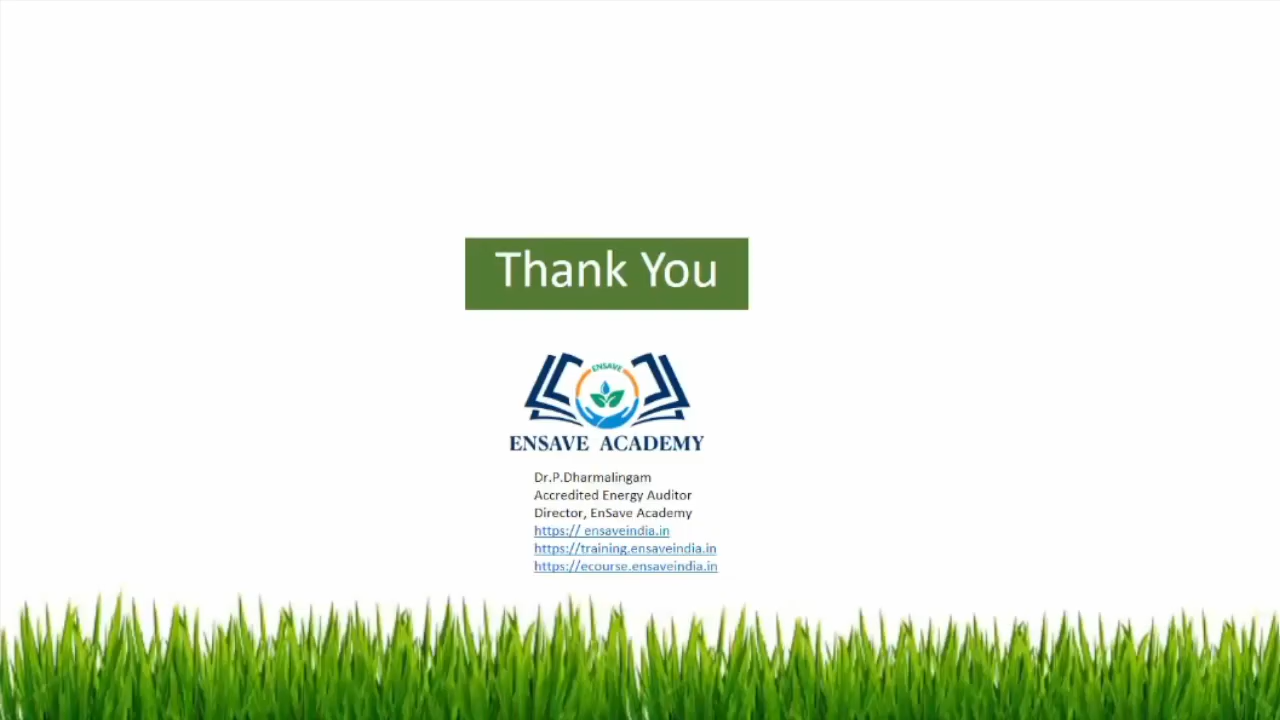 Thank You
ENSAVE
ENSAVE ACADEMY
Dr.P.Dharmalingam
Accredited Energy Auditor
Director, EnSave Academy
https:// ensaveindia.in
https://training.ensaveindia.in
https://ecourse.ensaveindia.in